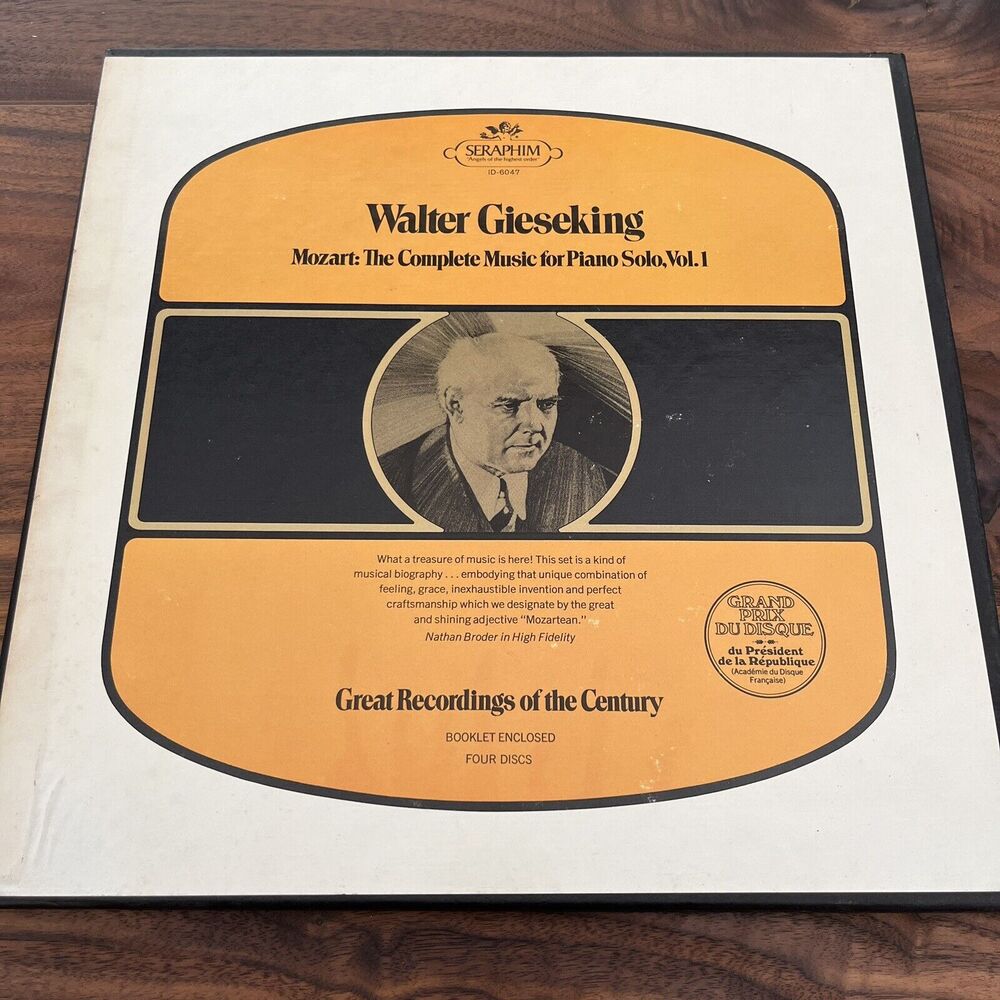 SERAPHIM
"Angels of the highest order"
ID-6047
Walter Gieseking
Mozart: The Complete Music for Piano Solo, Vol. 1
What a treasure of music is here! This set is a kind of
musical biography . . . embodying that unique combination of
feeling, grace, inexhaustible invention and perfect
craftsmanship which we designate by the great
and shining adjective "Mozartean."
Nathan Broder in High Fidelity
GRAND
PRIX
DU DISQUE
du Président
de la République
(Académie du Disque
Française)
Great Recordings of the Century
BOOKLET ENCLOSED
FOUR DISCS